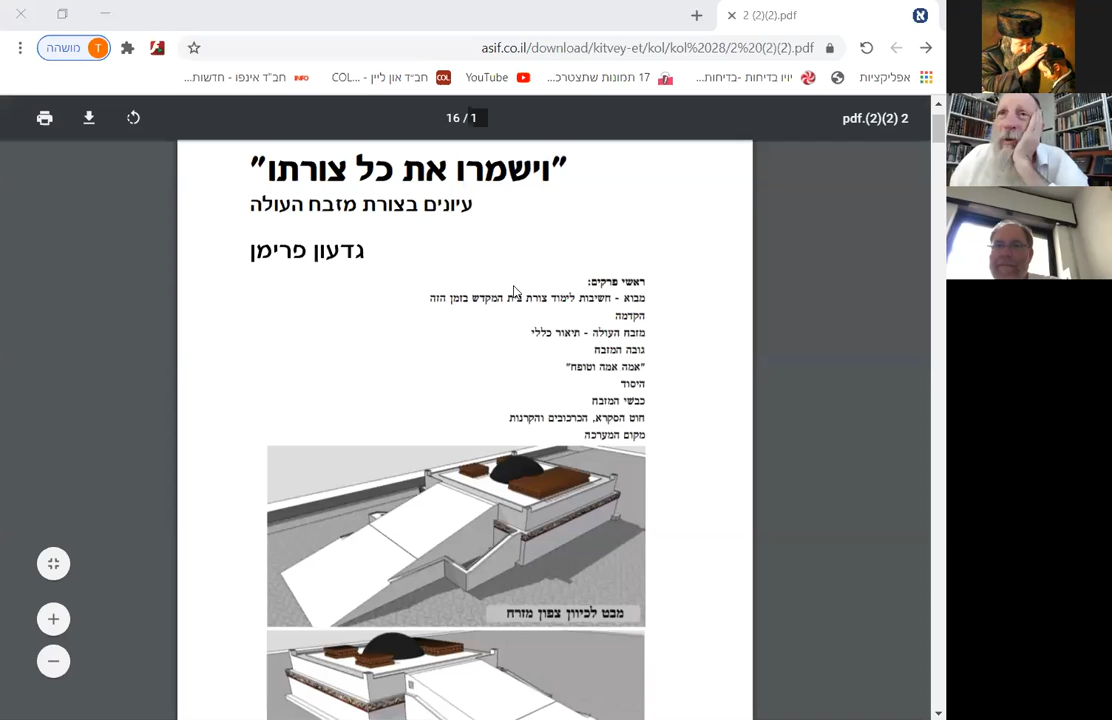 2 (2)(2).pdf
asif.co.il/download/kitvey-et/kol/kol%2028/2%20(2)(2).pdf
מושהה
T
אפליקציות
יויו בדיחות -בדיחות...
17 תמונות שתצטרכ...
YouTube
חב"ד און ליין - COL...
חב"ד אינפו - חדשות...
2 (2)(2).pdf
1 / 16
"וישמרו את כל צורתו"
עיונים בצורת מזבח העולה
גדעון פרימן
ראשי פרקים:
מבוא - חשיבות לימוד צורת בית המקדש בזמן הזה
הקדמה
מזבח העולה - תיאור כללי
גובה המזבח
"אמה אמה וטופח"
היסוד
כבשי המזבח
חוט הסקרא, הכרכובים והקרנות
מקום המערכה
מבט לכיוון צפון מזרח